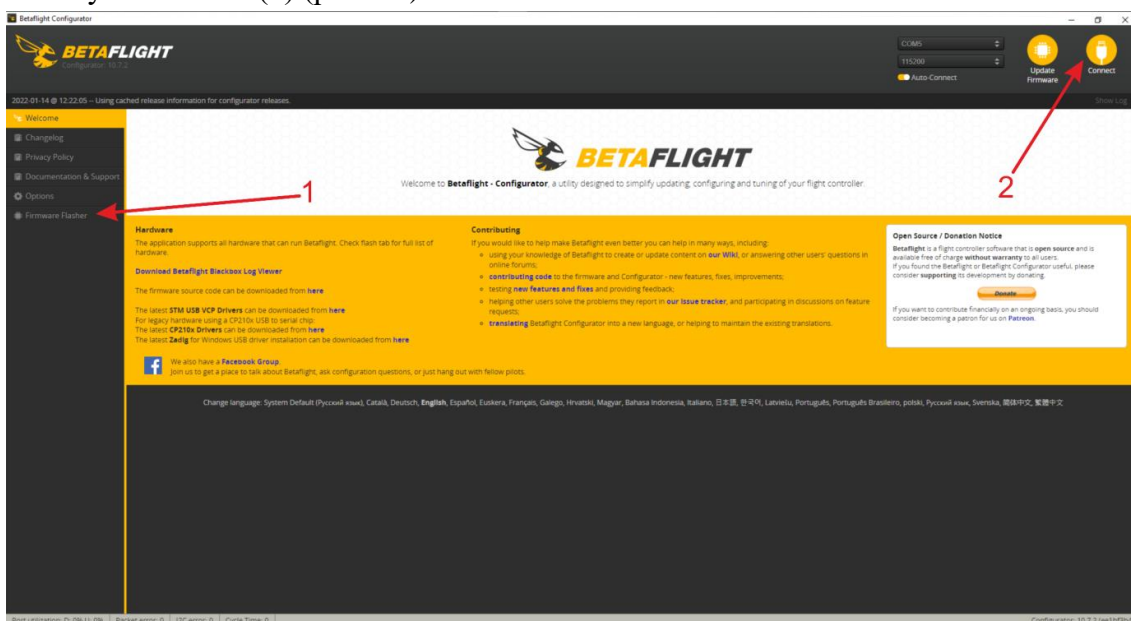 Betaflight Configurator
BETAFLIGHT
Configurator: 10.7.2
COM5
115200
Auto-Connect
Update
Firmware
Connect
2022-01-14 @ 12:22:05 -- Using cached release information for configurator releases.
Show Log
Welcome
Changelog
Privacy Policy
Documentation & Support
Options
Firmware Flasher
1
2
BETAFLIGHT
Welcome to Betaflight - Configurator, a utility designed to simplify updating, configuring and tuning of your flight controller.
Hardware
The application supports all hardware that can run Betaflight. Check flash tab for full list of
hardware.
Download Betaflight Blackbox Log Viewer
The firmware source code can be downloaded from here
The latest STM USB VCP Drivers can be downloaded from here
For legacy hardware using a CP210x USB to serial chip:
The latest CP210x Drivers can be downloaded from here
The latest Zadig for Windows USB driver installation can be downloaded from here
Contributing
If you would like to help make Betaflight even better you can help in many ways, including:
using your knowledge of Betaflight to create or update content on our Wiki, or answering other users' questions in
online forums;
contributing code to the firmware and Configurator - new features, fixes, improvements;
testing new features and fixes and providing feedback;
helping other users solve the problems they report in our issue tracker, and participating in discussions on feature
requests;
translating Betaflight Configurator into a new language, or helping to maintain the existing translations.
Open Source / Donation Notice
Betaflight is a flight controller software that is open source and is
available free of charge without warranty to all users.
If you found the Betaflight or Betaflight Configurator useful, please
consider supporting its development by donating.
Donate
If you want to contribute financially on an ongoing basis, you should
consider becoming a patron for us on Patreon.
We also have a Facebook Group.
Join us to get a place to talk about Betaflight, ask configuration questions, or just hang out with fellow pilots.
Change language: System Default (Русский язык), Català, Deutsch, English, Español, Euskera, Français, Galego, Hrvatski, Magyar, Bahasa Indonesia, Italiano, 日本語, 한국어, Latviešu, Português, Português Brasileiro, polski, Русский язык, Svenska, 简体中文, 繁體中文
Port utilization: D: 0% U: 0%
Packet error: 0
I2C error: 0
Cycle Time: 0